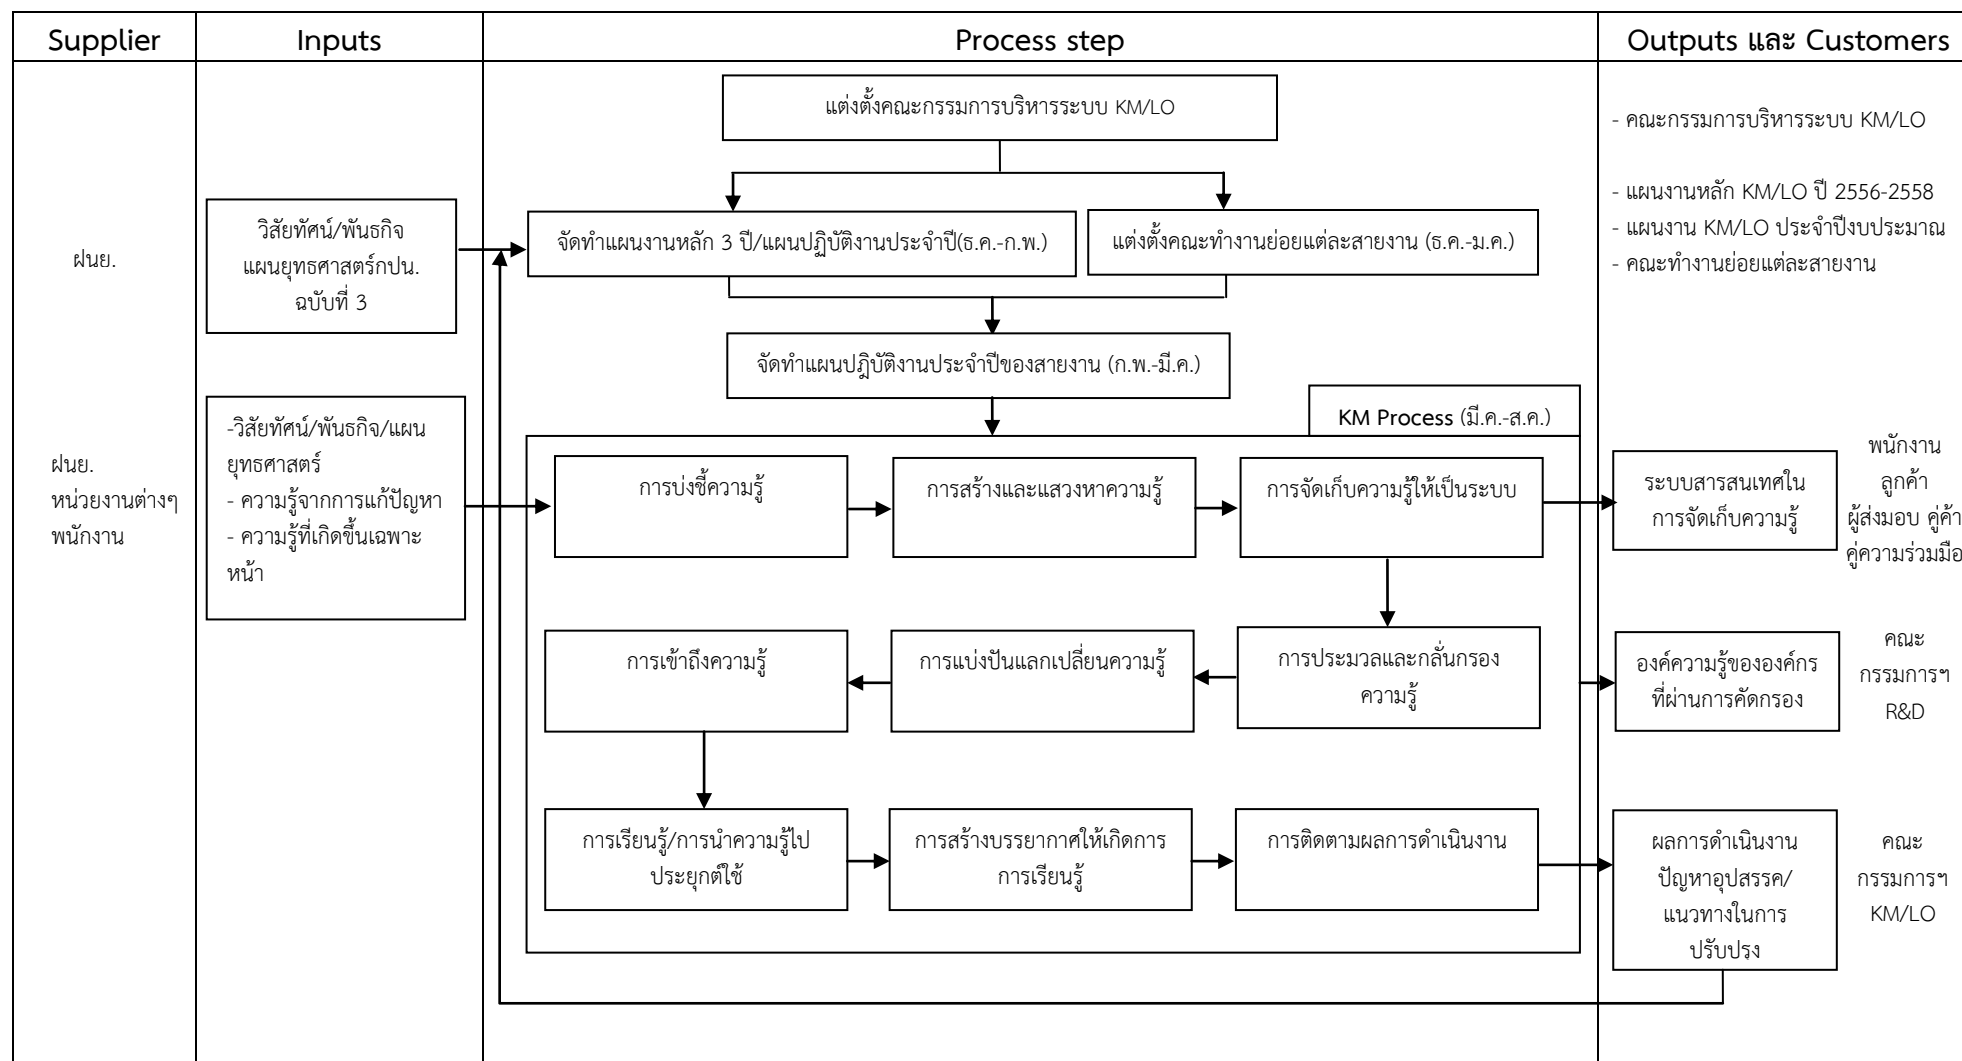 Supplier
Inputs
Process step
Outputs และ Customers
แต่งตั้งคณะกรรมการบริหารระบบ KM/LO
- คณะกรรมการบริหารระบบ KM/LO
ฝนย.
วิสัยทัศน์/พันธกิจ
แผนยุทธศาสตร์กปน.
ฉบับที่ 3
จัดทำแผนงานหลัก 3 ปี/แผนปฏิบัติงานประจำปี(ธ.ค.-ก.พ.)
แต่งตั้งคณะทำงานย่อยแต่ละสายงาน (ธ.ค.-ม.ค.)
- แผนงานหลัก KM/LO ปี 2556-2558
- แผนงาน KM/LO ประจำปีงบประมาณ
- คณะทำงานย่อยแต่ละสายงาน
จัดทำแผนปฏิบัติงานประจำปีของสายงาน (ก.พ.-มี.ค.)
KM Process (มี.ค.-ส.ค.)
ฝนย.
หน่วยงานต่างๆ
พนักงาน
-วิสัยทัศน์/พันธกิจ/แผน
ยุทธศาสตร์
- ความรู้จากการแก้ปัญหา
- ความรู้ที่เกิดขึ้นเฉพาะ
หน้า
การบ่งชี้ความรู้
การสร้างและแสวงหาความรู้
การจัดเก็บความรู้ให้เป็นระบบ
ระบบสารสนเทศใน
การจัดเก็บความรู้
พนักงาน
ลูกค้า
ผู้ส่งมอบ คู่ค้า
คู่ความร่วมมือ
การเข้าถึงความรู้
การแบ่งปันแลกเปลี่ยนความรู้
การประมวลและกลั่นกรอง
ความรู้
องค์ความรู้ขององค์กร
ที่ผ่านการคัดกรอง
คณะ
กรรมการฯ
R&D
การเรียนรู้/การนำความรู้ไป
ประยุกต์ใช้
การสร้างบรรยากาศให้เกิดการ
การเรียนรู้
การติดตามผลการดำเนินงาน
ผลการดำเนินงาน
ปัญหาอุปสรรค/
แนวทางในการ
ปรับปรุง
คณะ
กรรมการฯ
KM/LO